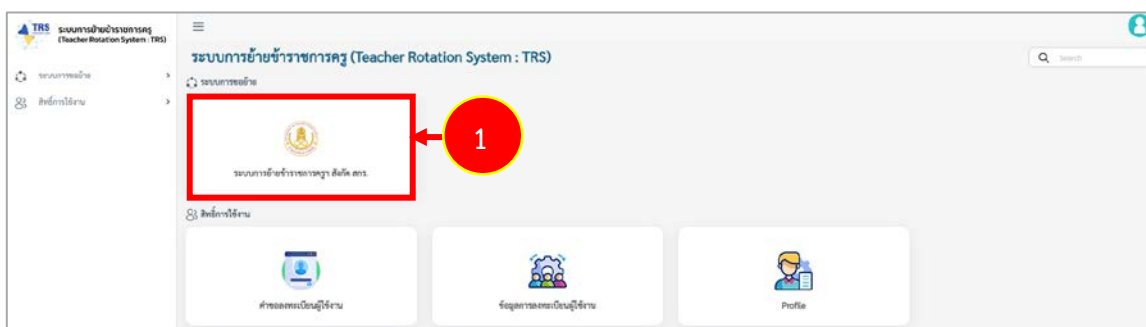 TRS ระบบการย้ายข้าราชการครู
(Teacher Rotation System : TRS)
ระบบการขอย้าย
สิทธิ์การใช้งาน
ระบบการย้ายข้าราชการครู (Teacher Rotation System : TRS)
Search
ระบบการขอย้าย
1
ระบบการย้ายข้าราชการครูฯ สังกัด สกร.
สิทธิ์การใช้งาน
คำขอลงทะเบียนผู้ใช้งาน
ข้อมูลการลงทะเบียนผู้ใช้งาน
Profile